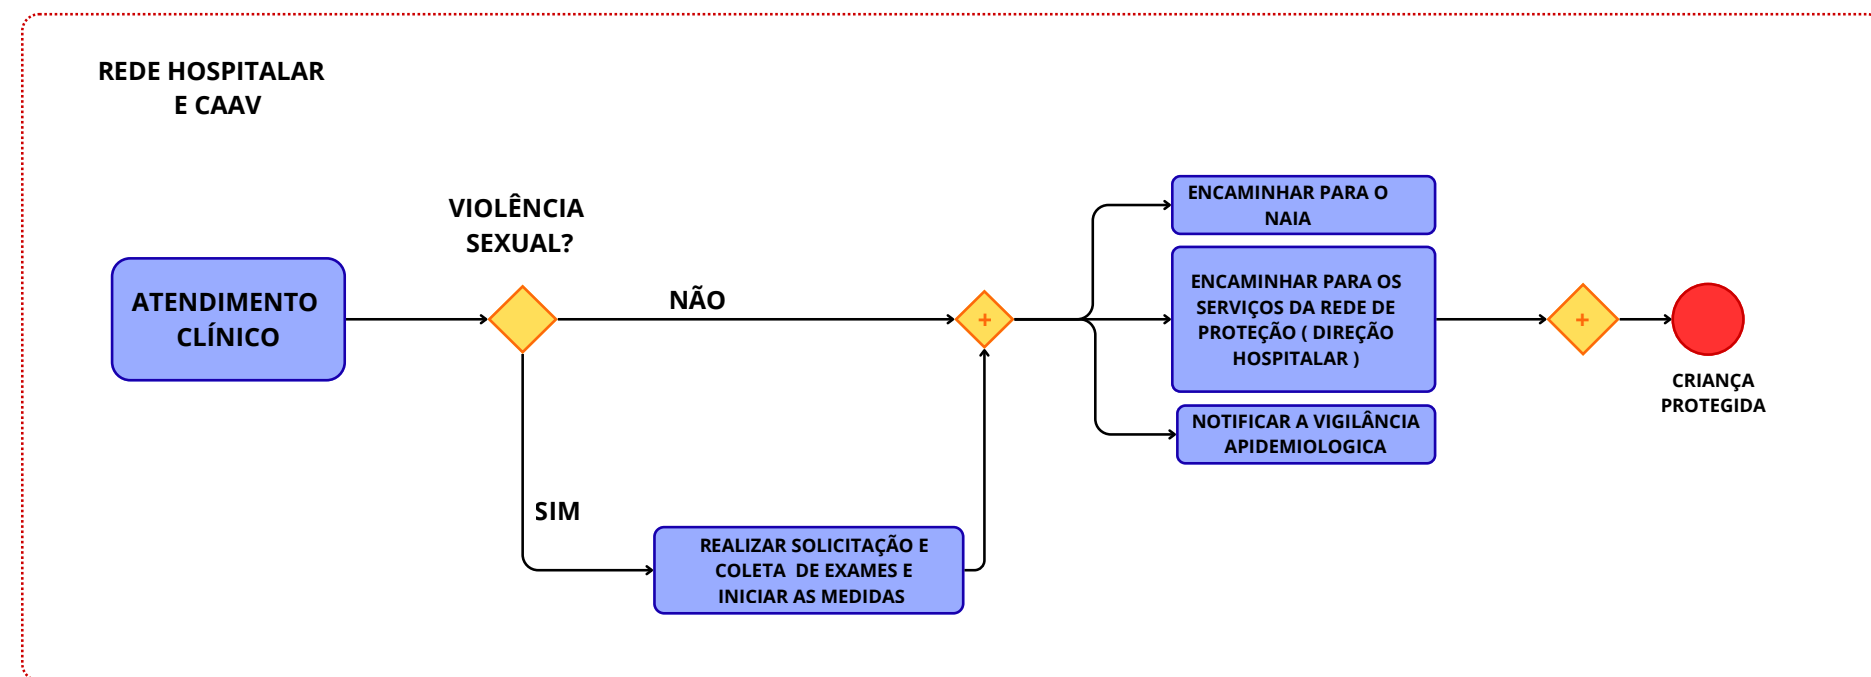 REDE HOSPITALAR
E CAAV
VIOLÊNCIA
SEXUAL?
ATENDIMENTO
CLÍNICO
NÃO
SIM
REALIZAR SOLICITAÇÃO E
COLETA DE EXAMES E
INICIAR AS MEDIDAS
+
ENCAMINHAR PARA O
NAIA
ENCAMINHAR PARA OS
SERVIÇOS DA REDE DE
PROTEÇÃO ( DIREÇÃO
HOSPITALAR )
NOTIFICAR A VIGILÂNCIA
APIDEMIOLOGICA
+
CRIANÇA
PROTEGIDA